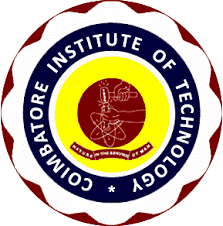 COIMBATORE INSTITUTE OF TECHNOLOGY
NATURE IN THE SERVICE OF MAN